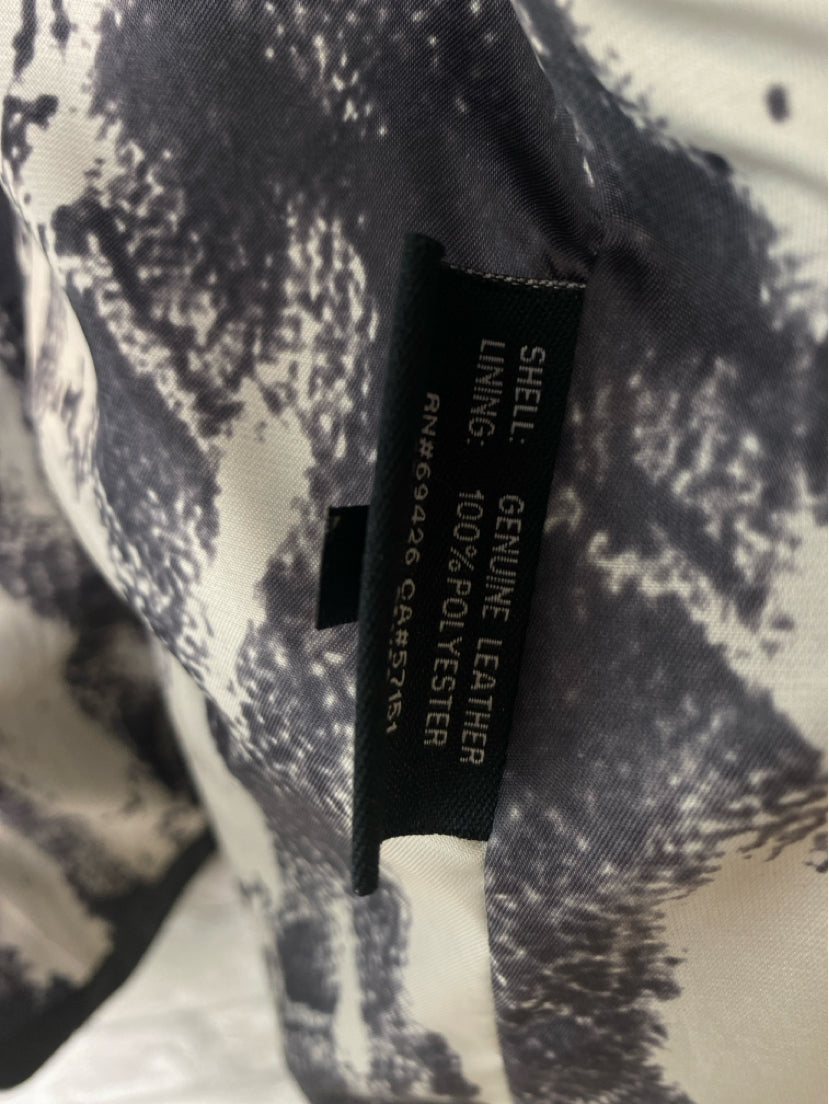 SHELL: GENUINE LEATHER
LINING: 100% POLYESTER
RN#69426 CA#57151